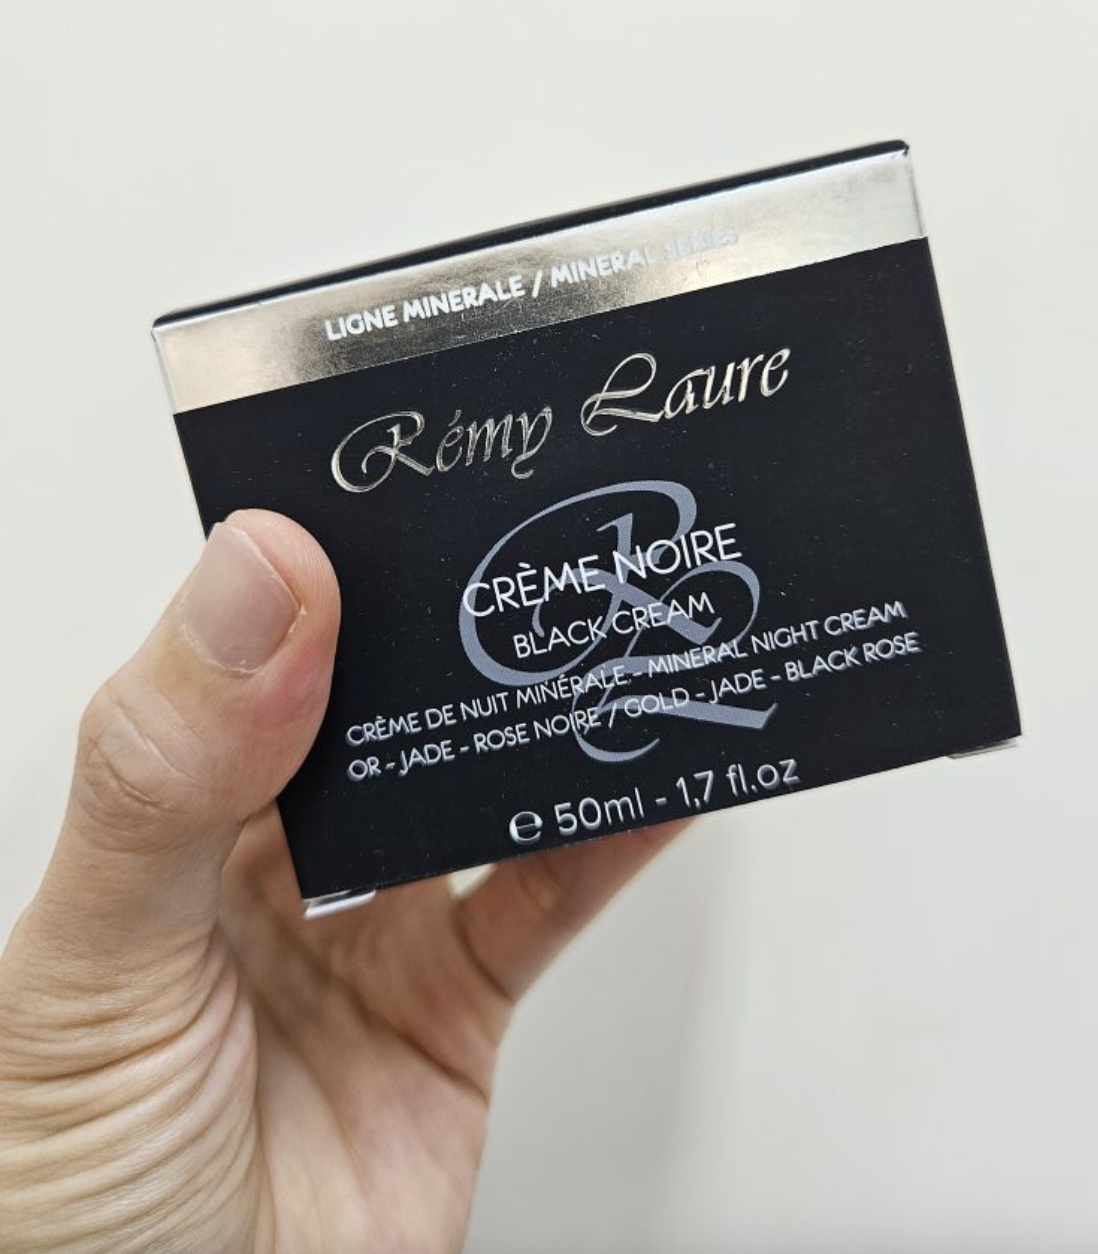 LIGNE MINERALE / MINERAL SERIES
Rémy Laure
CRÈME NOIRE
BLACK CREAM
CRÈME DE NUIT MINÉRALE - MINERAL NIGHT CREAM
OR - JADE - ROSE NOIRE / GOLD - JADE - BLACK ROSE
℮ 50ml - 1,7 fl.oz